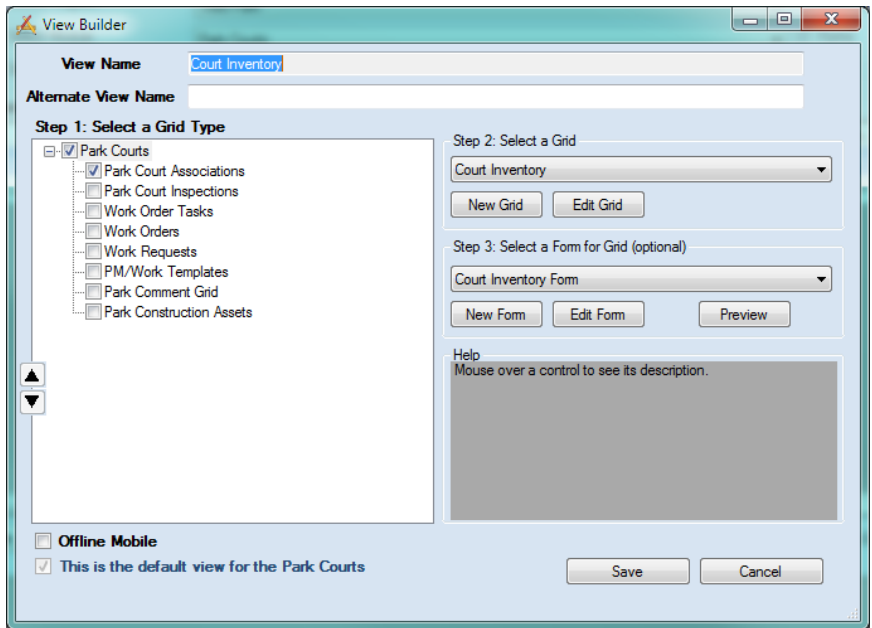 View Builder
View Name
Court Inventory
Alternate View Name
Step 1: Select a Grid Type
Park Courts
Park Court Associations
Park Court Inspections
Work Order Tasks
Work Orders
Work Requests
PM/Work Templates
Park Comment Grid
Park Construction Assets
Step 2: Select a Grid
Court Inventory
New Grid Edit Grid
Step 3: Select a Form for Grid (optional)
Court Inventory Form
New Form Edit Form Preview
Help
Mouse over a control to see its description.
Offline Mobile
This is the default view for the Park Courts
Save Cancel